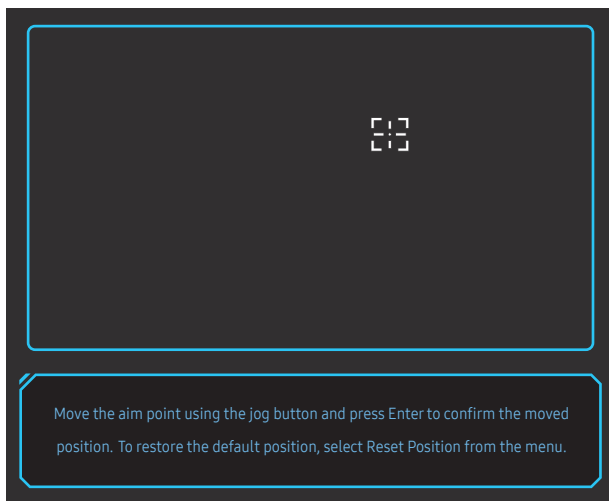 Move the aim point using the jog button and press Enter to confirm the moved
position. To restore the default position, select Reset Position from the menu.